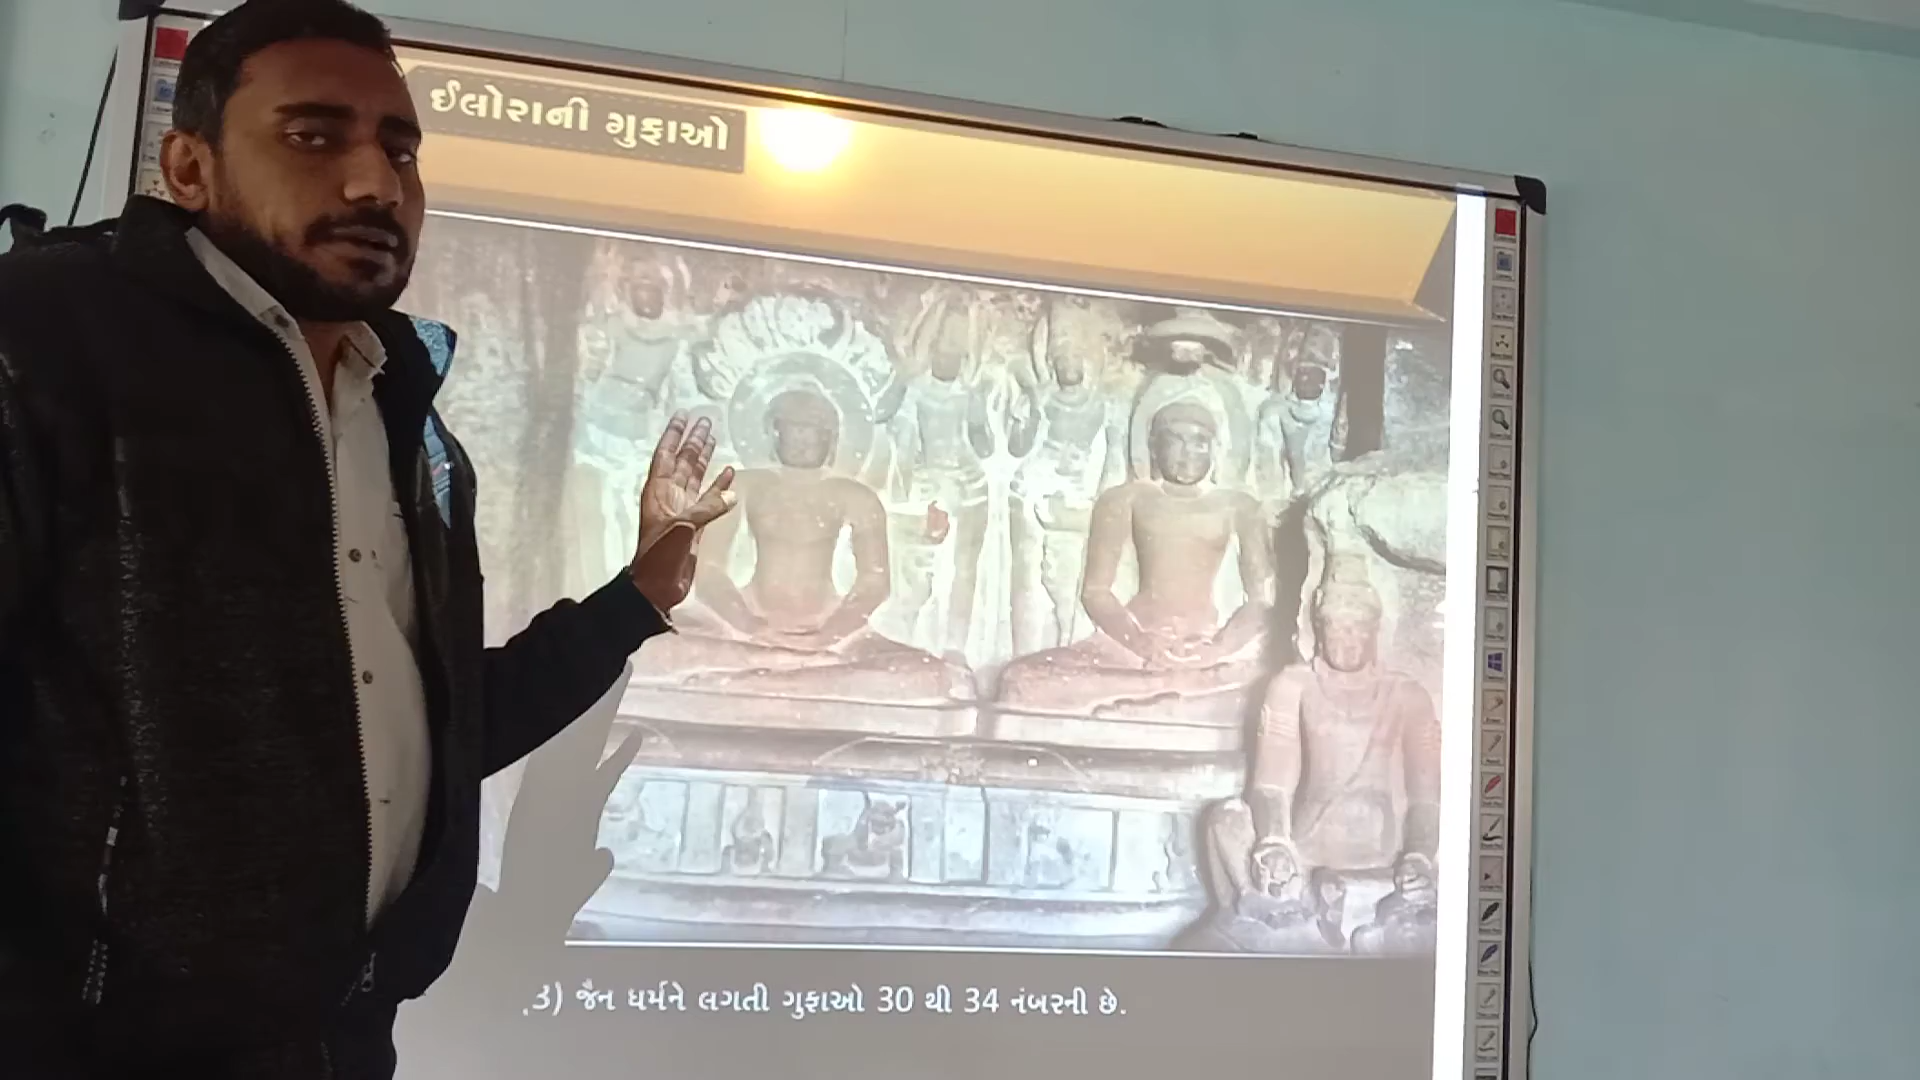 ઈલોરાની ગુફાઓ
3) જૈન ધર્મને લગતી ગુફાઓ 30 થી 34 નંબરની છે.